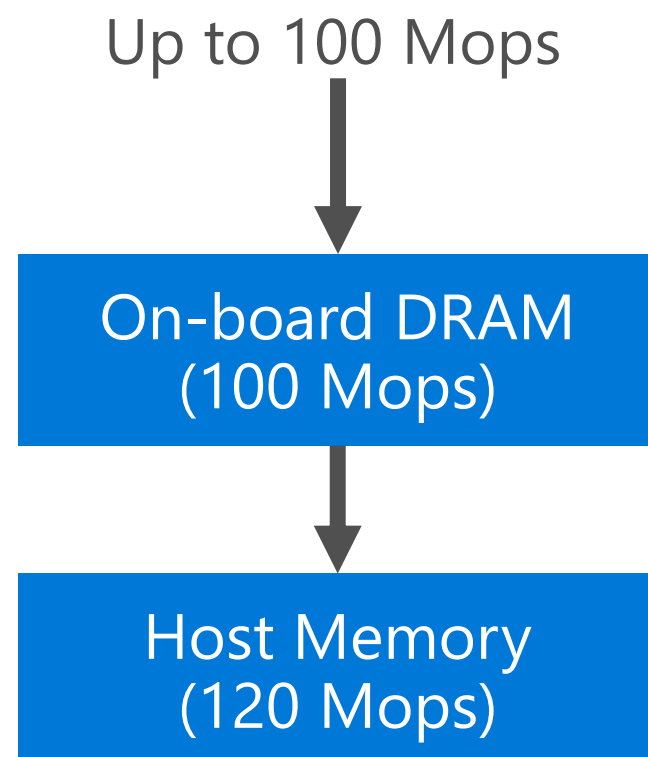 Up to 100 Mops
On-board DRAM
(100 Mops)
Host Memory
(120 Mops)